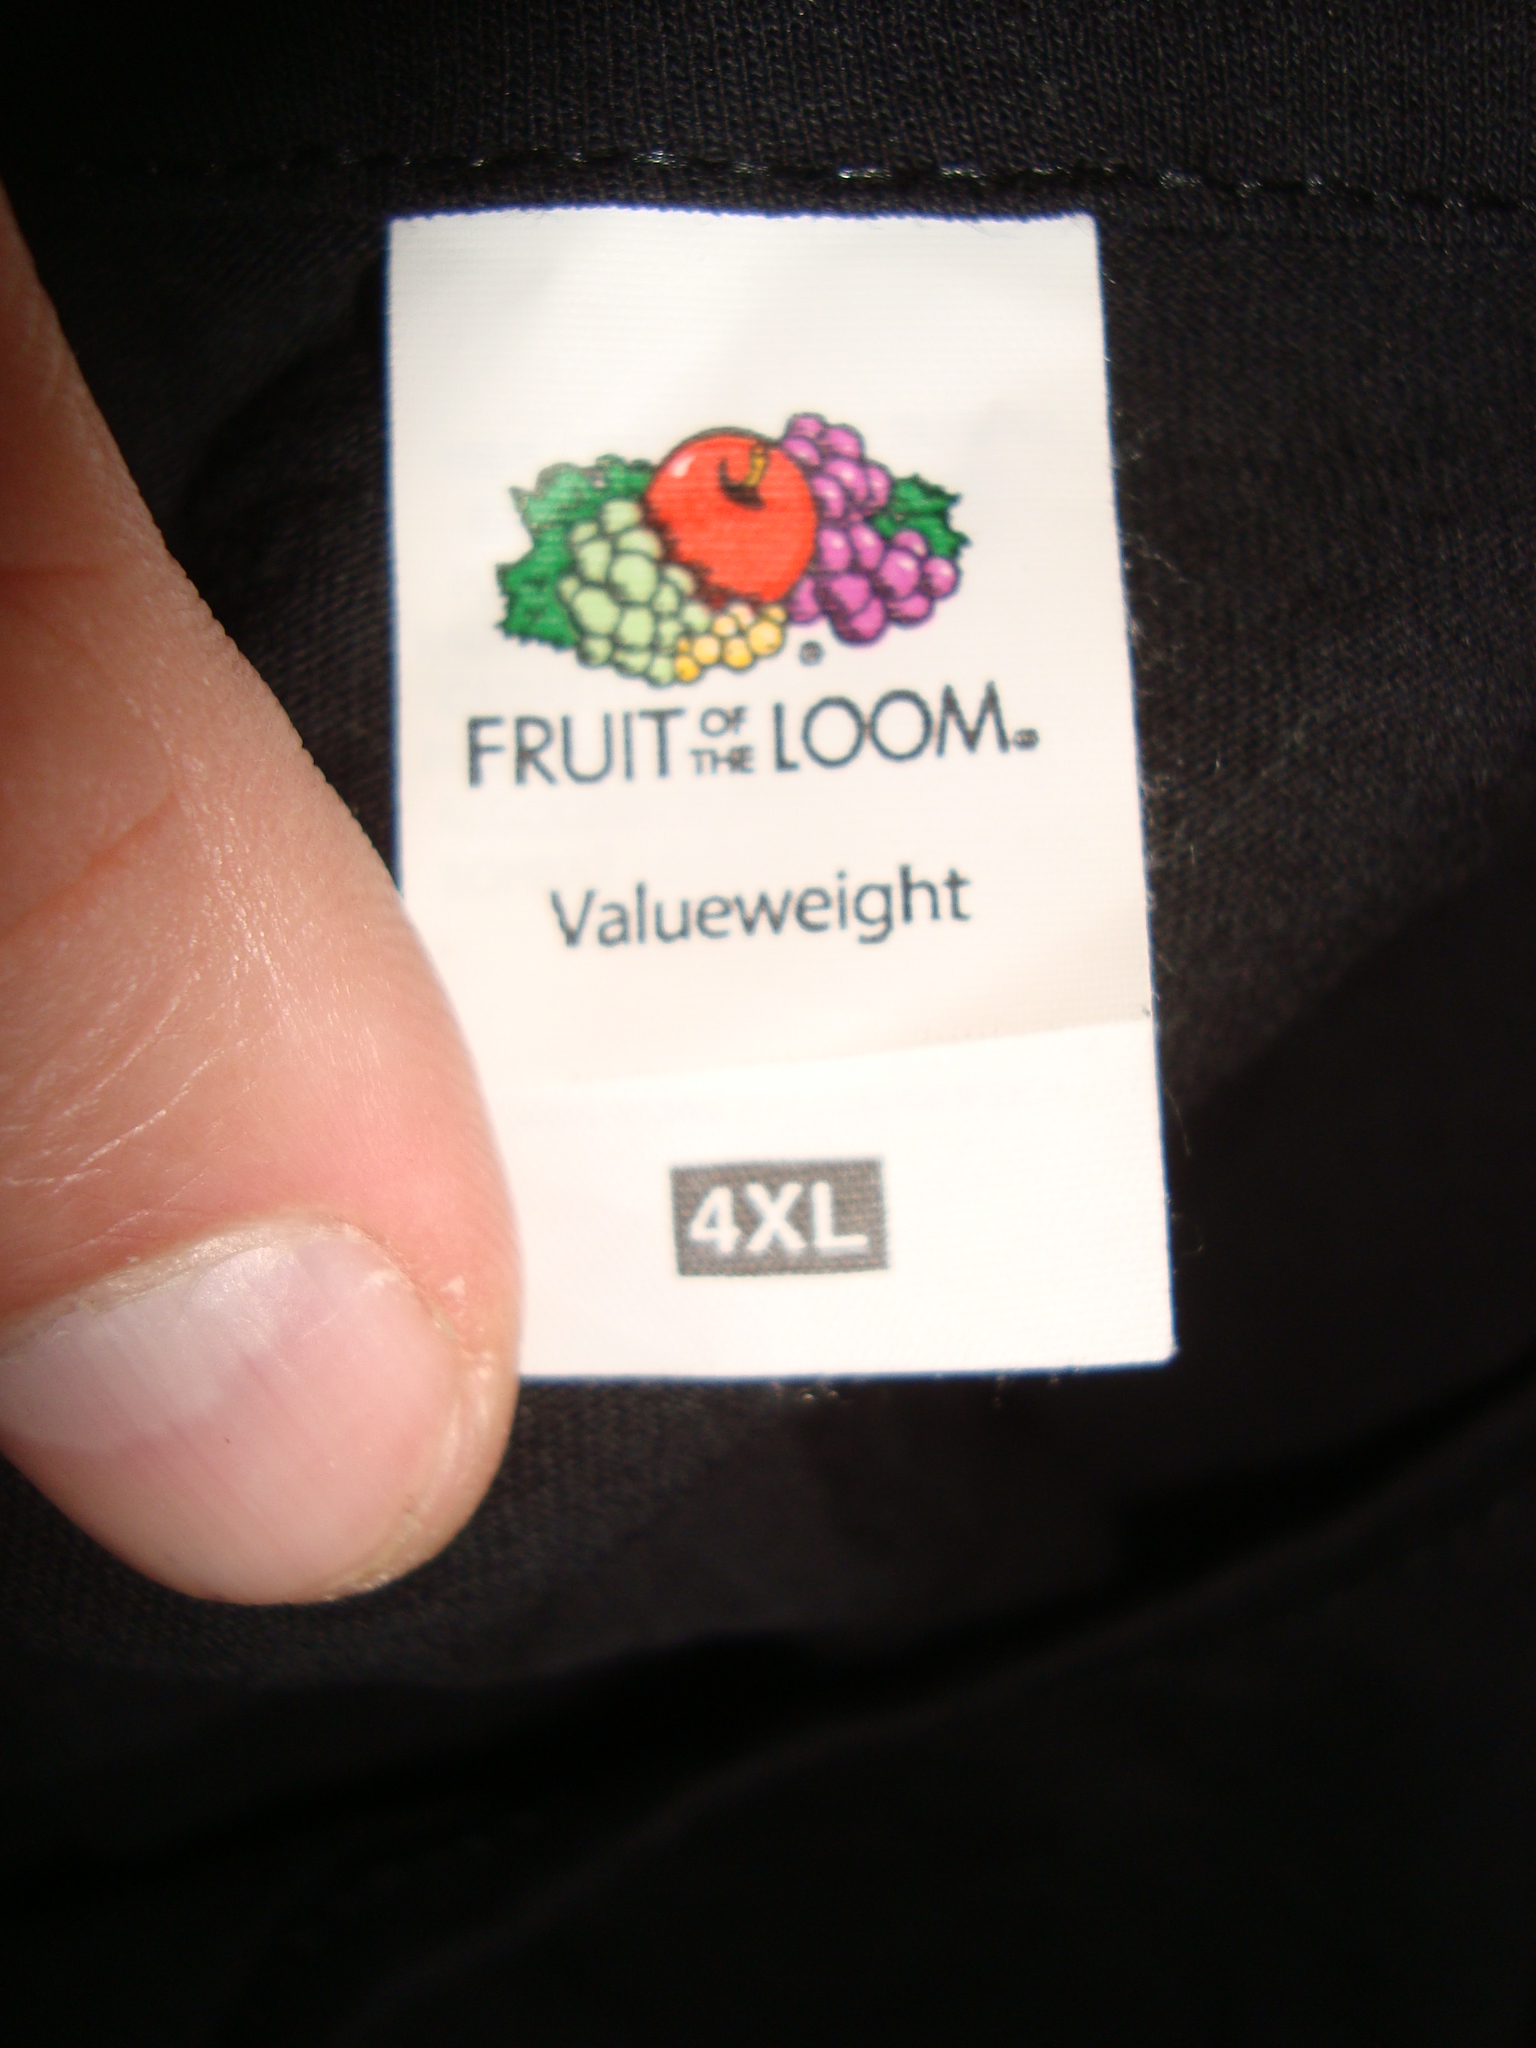 FRUIT OF THE LOOM®
Valueweight
4XL